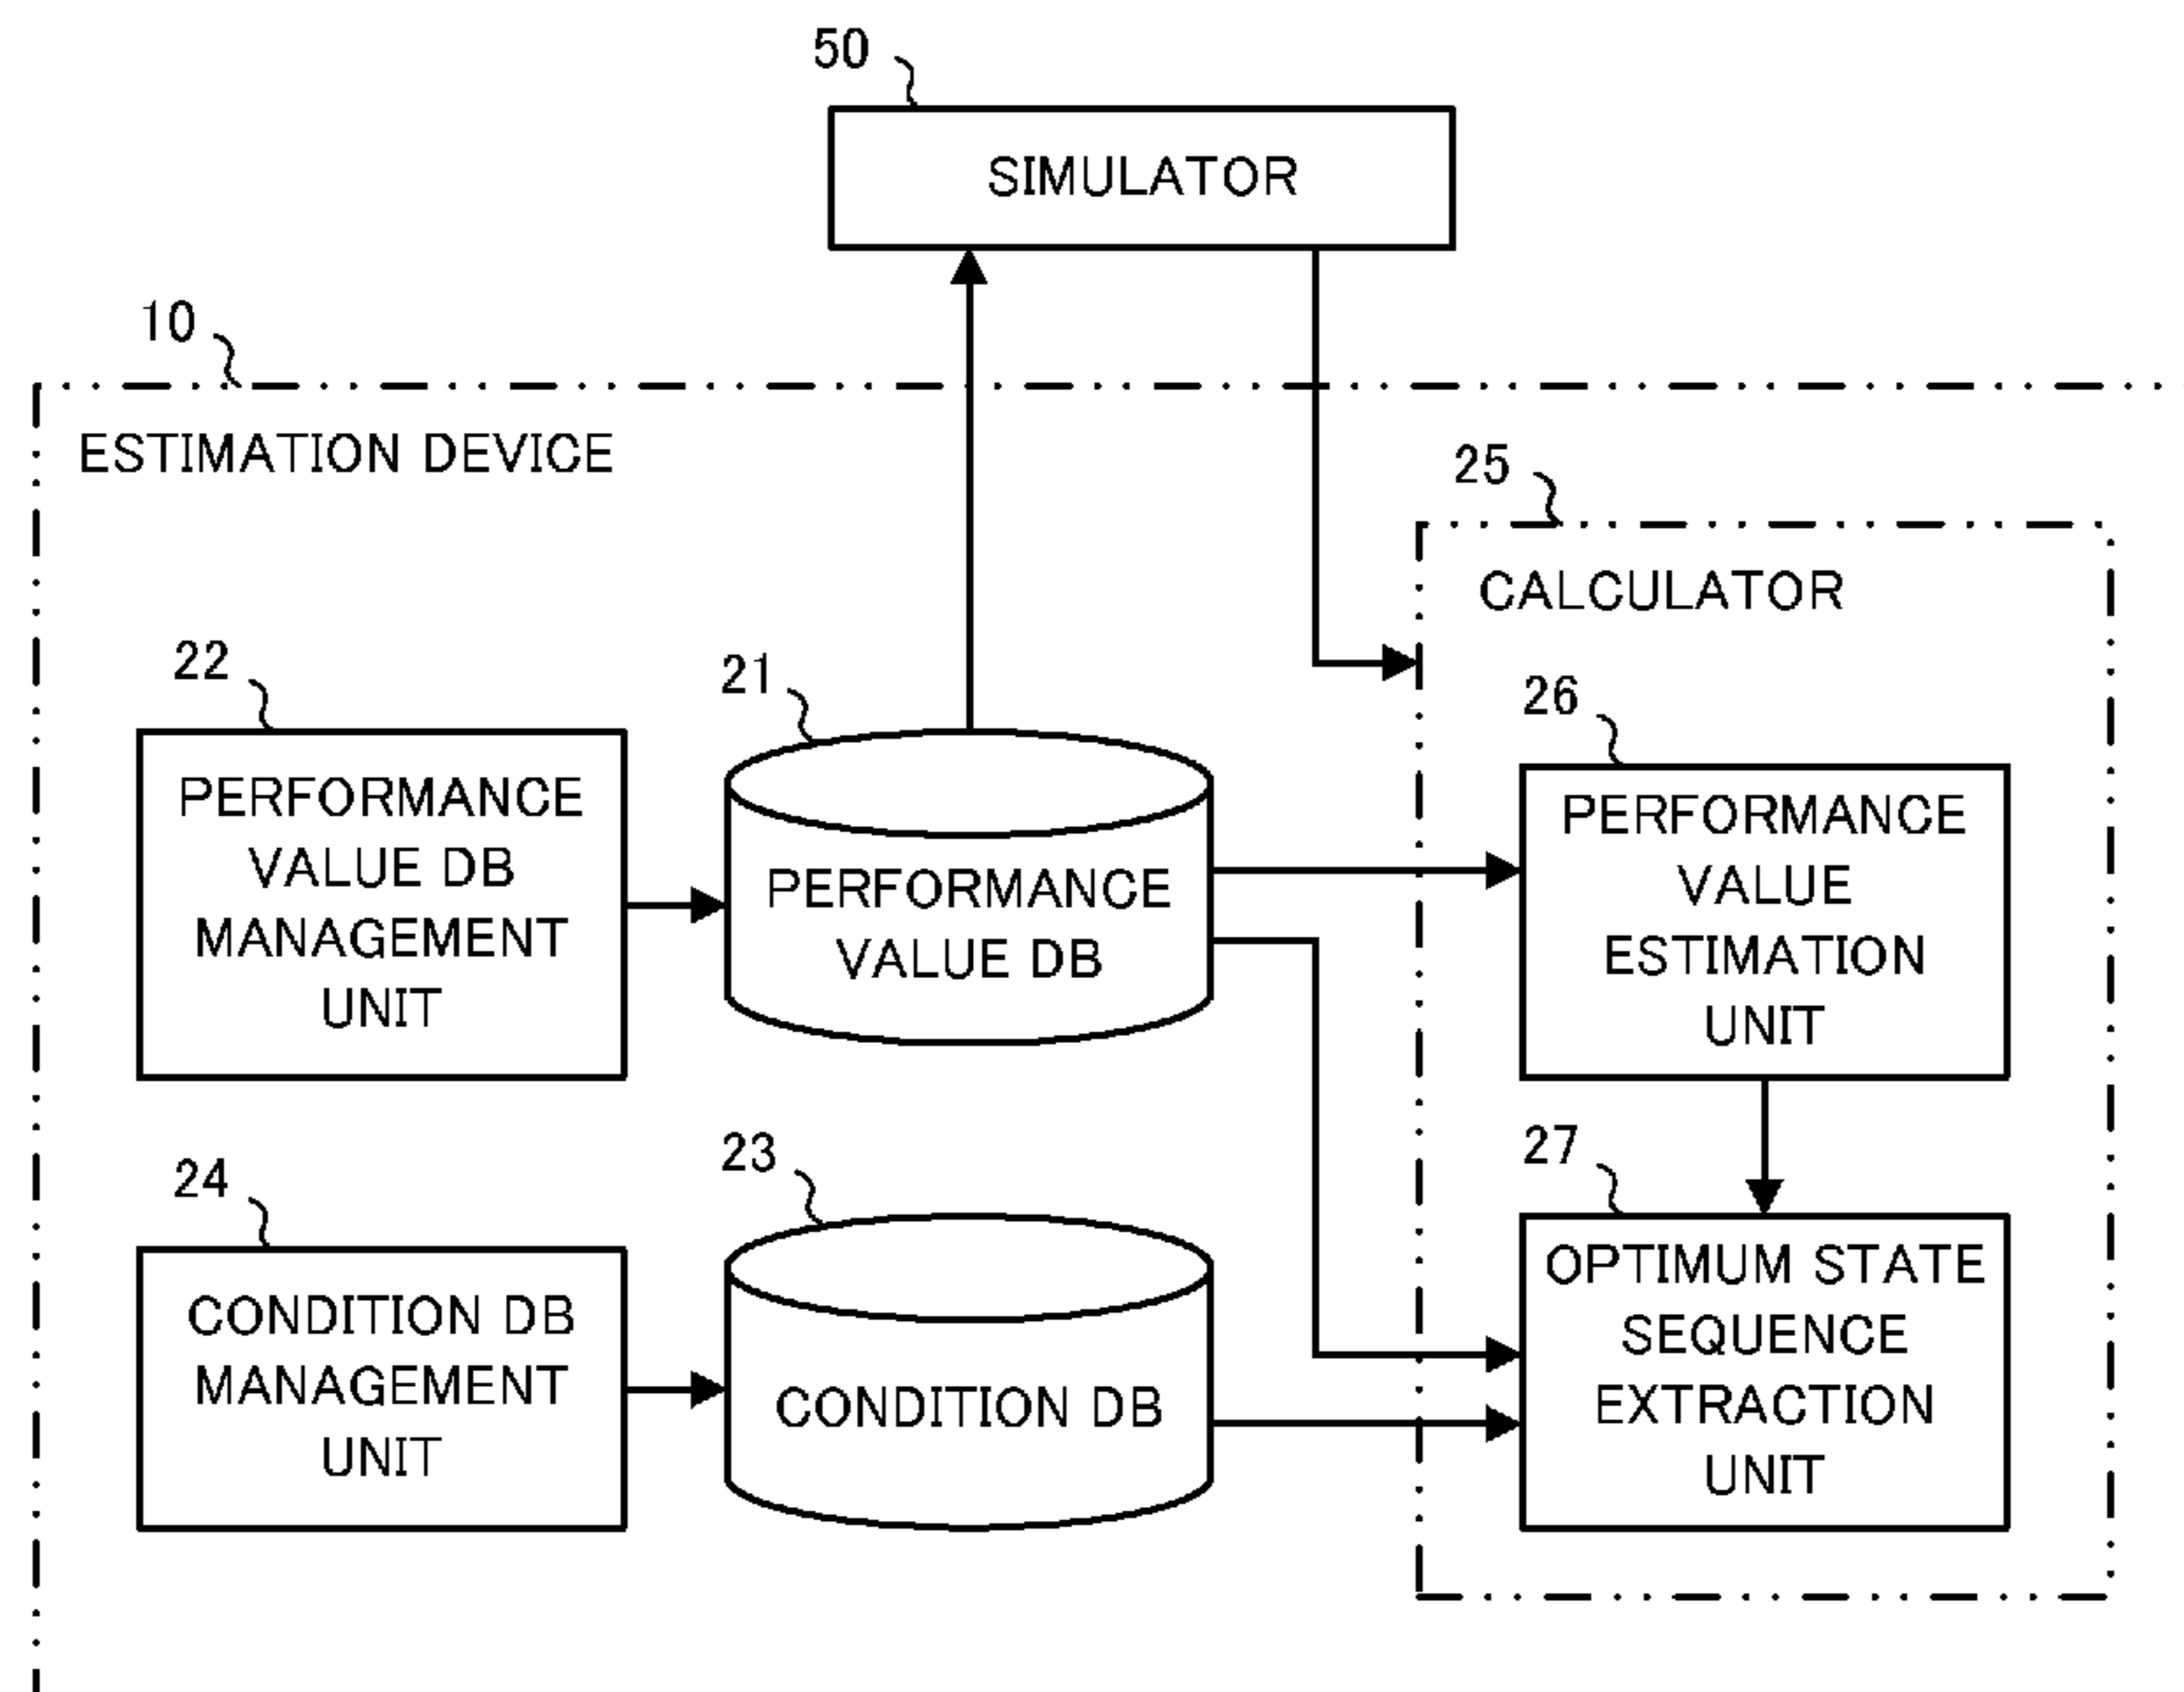 50
SIMULATOR
10
ESTIMATION DEVICE
25
CALCULATOR
22
PERFORMANCE
VALUE DB
MANAGEMENT
UNIT
21
PERFORMANCE
VALUE DB
26
PERFORMANCE
VALUE
ESTIMATION
UNIT
24
CONDITION DB
MANAGEMENT
UNIT
23
CONDITION DB
27
OPTIMUM STATE
SEQUENCE
EXTRACTION
UNIT